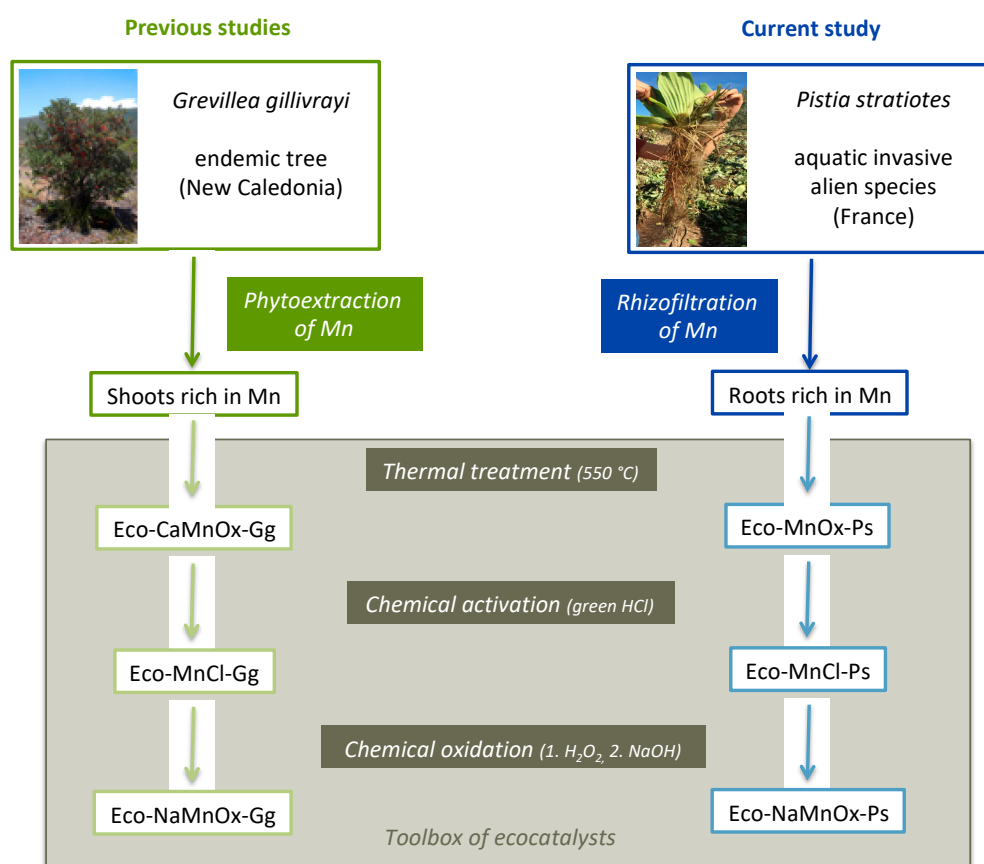 Previous studies
Current study
Grevillea gillivrayi
endemic tree
(New Caledonia)
Pistia stratiotes
aquatic invasive
alien species
(France)
Phytoextraction
of Mn
Rhizofiltration
of Mn
Shoots rich in Mn
Roots rich in Mn
Thermal treatment (550 °C)
Eco-CaMnOx-Gg
Eco-MnOx-Ps
Chemical activation (green HCl)
Eco-MnCl-Gg
Eco-MnCl-Ps
Chemical oxidation (1. H₂O₂, 2. NaOH)
Eco-NaMnOx-Gg
Eco-NaMnOx-Ps
Toolbox of ecocatalysts